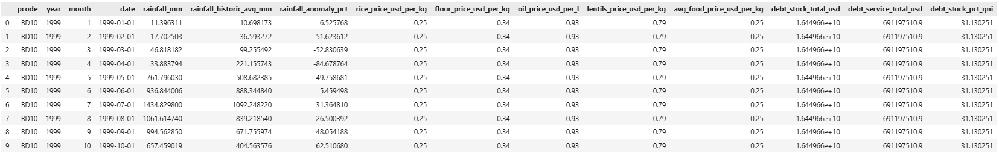 pcode year month date rainfall_mm rainfall_historic_avg_mm rainfall_anomaly_pct rice_price_usd_per_kg flour_price_usd_per_kg oil_price_usd_per_l lentils_price_usd_per_kg avg_food_price_usd_per_kg debt_stock_total_usd debt_service_total_usd debt_stock_pct_gni
0 BD10 1999 1 1999-01-01 11.396311 10.698173 6.525768 0.25 0.34 0.93 0.79 0.25 1.644966e+10 691197510.9 31.130251
1 BD10 1999 2 1999-02-01 17.702503 36.593272 -51.623612 0.25 0.34 0.93 0.79 0.25 1.644966e+10 691197510.9 31.130251
2 BD10 1999 3 1999-03-01 46.818182 99.255492 -52.830639 0.25 0.34 0.93 0.79 0.25 1.644966e+10 691197510.9 31.130251
3 BD10 1999 4 1999-04-01 33.883794 221.155743 -84.678764 0.25 0.34 0.93 0.79 0.25 1.644966e+10 691197510.9 31.130251
4 BD10 1999 5 1999-05-01 761.796030 508.682385 49.758681 0.25 0.34 0.93 0.79 0.25 1.644966e+10 691197510.9 31.130251
5 BD10 1999 6 1999-06-01 936.844006 888.344840 5.459498 0.25 0.34 0.93 0.79 0.25 1.644966e+10 691197510.9 31.130251
6 BD10 1999 7 1999-07-01 1434.829800 1092.248220 31.364810 0.25 0.34 0.93 0.79 0.25 1.644966e+10 691197510.9 31.130251
7 BD10 1999 8 1999-08-01 1061.614740 839.218540 26.500392 0.25 0.34 0.93 0.79 0.25 1.644966e+10 691197510.9 31.130251
8 BD10 1999 9 1999-09-01 994.562850 671.755974 48.054188 0.25 0.34 0.93 0.79 0.25 1.644966e+10 691197510.9 31.130251
9 BD10 1999 10 1999-10-01 657.459019 404.563576 62.510680 0.25 0.34 0.93 0.79 0.25 1.644966e+10 691197510.9 31.130251